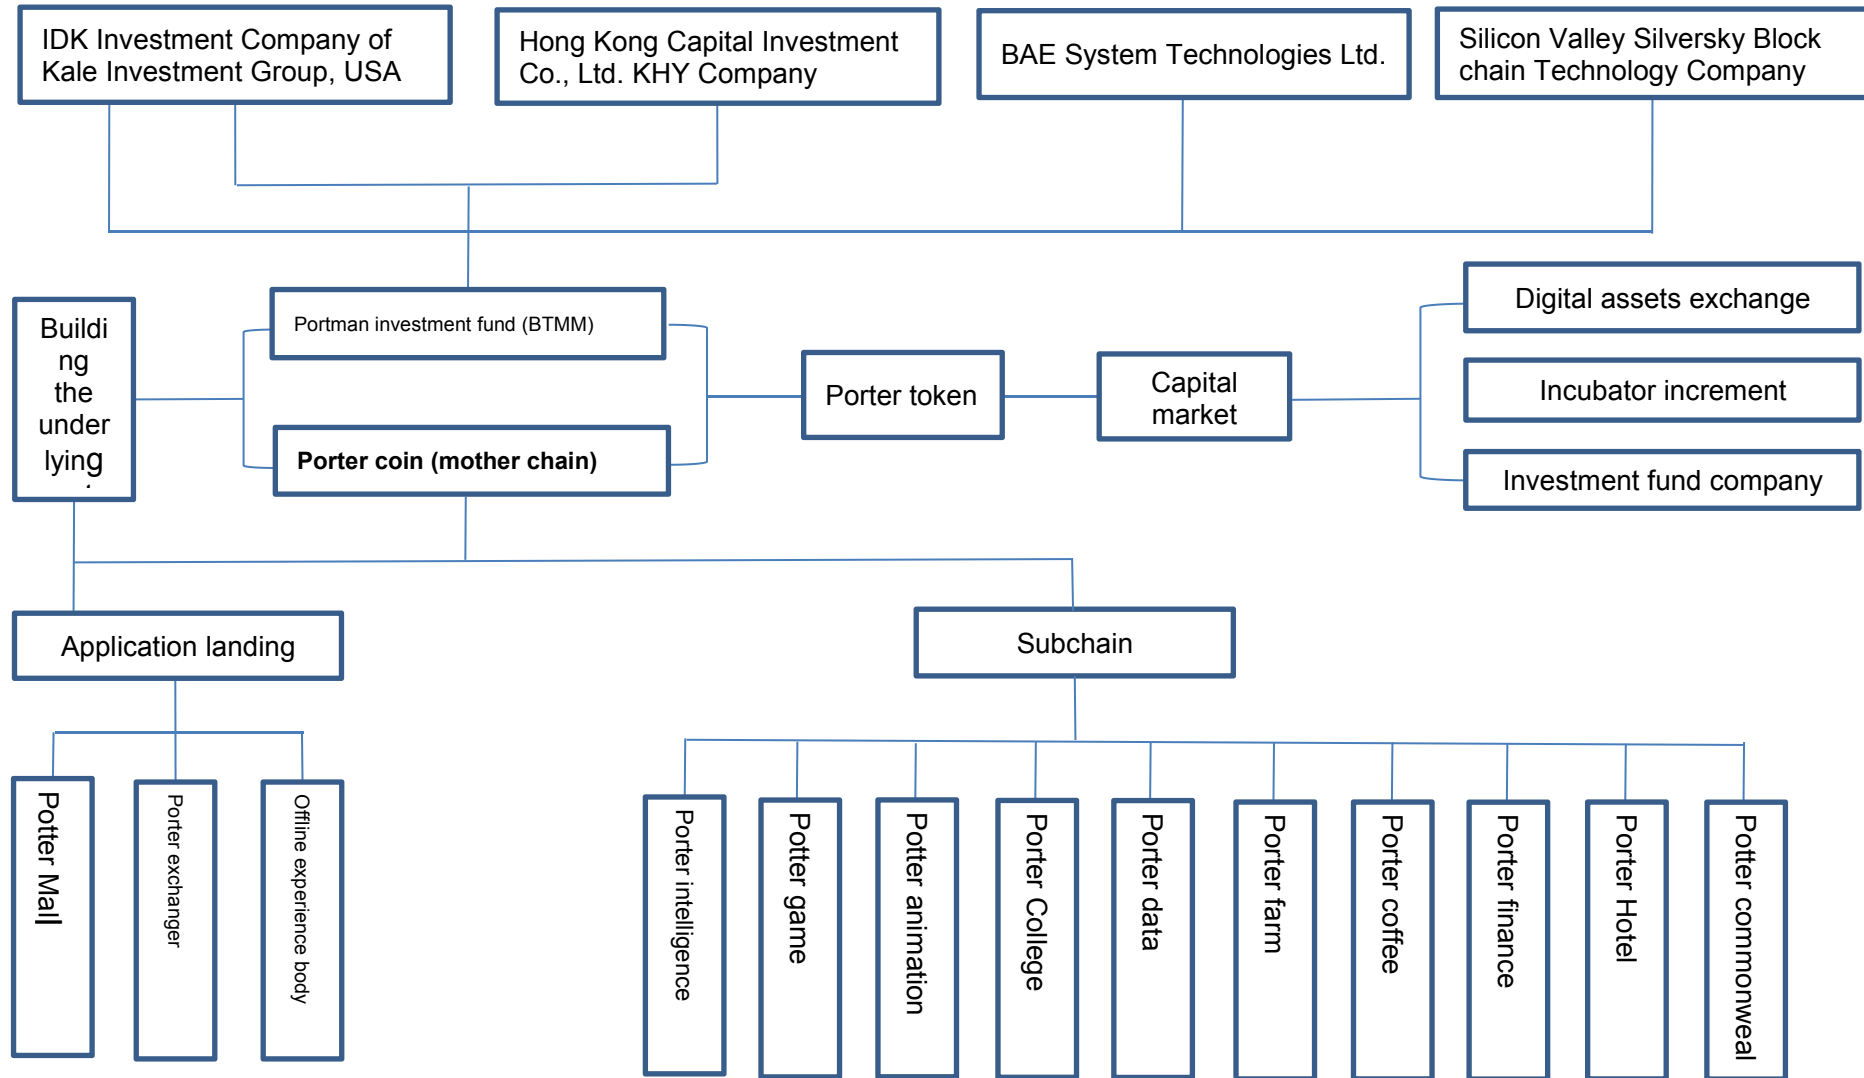 IDK Investment Company of
Kale Investment Group, USA
Hong Kong Capital Investment
Co., Ltd. KHY Company
BAE System Technologies Ltd.
Silicon Valley Silversky Block
chain Technology Company
Buildi
ng
the
under
lying
Portman investment fund (BTMM)
Porter coin (mother chain)
Porter token
Capital
market
Digital assets exchange
Incubator increment
Investment fund company
Application landing
Subchain
Potter Mall
Porter exchanger
Offline experience body
Porter intelligence
Potter game
Potter animation
Porter College
Porter data
Porter farm
Porter coffee
Porter finance
Porter Hotel
Potter commonweal